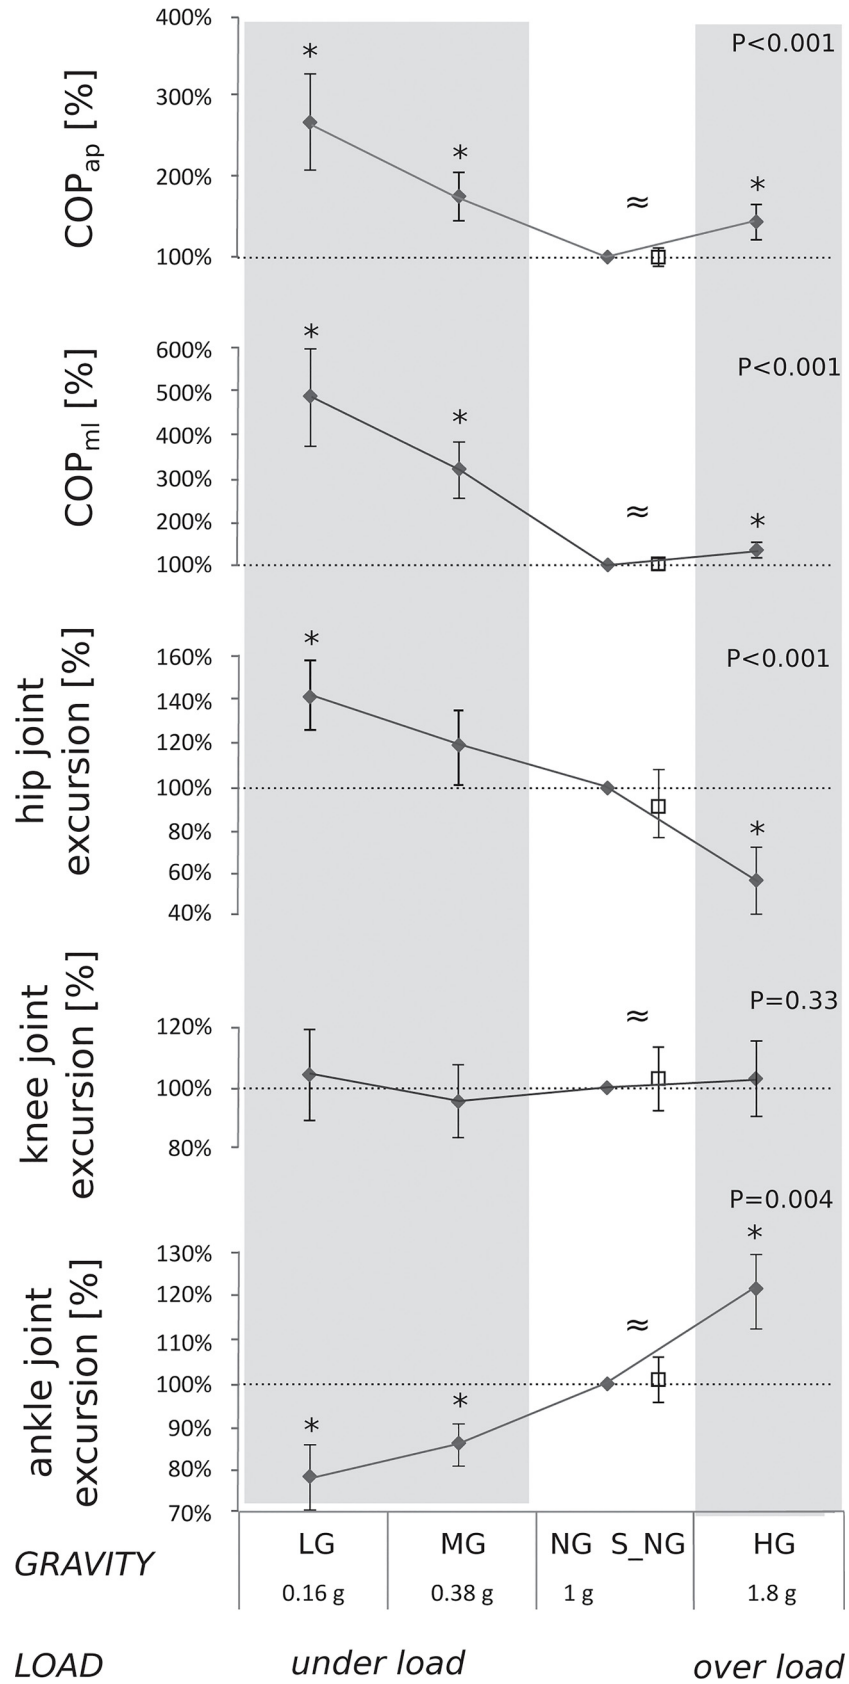 400%
P<0.001
*
300%
COPap [%]
*
200%
≈
*
100%
*
600%
P<0.001
500%
COPml [%]
*
400%
300%
≈
*
200%
100%
*
160%
P<0.001
140%
hip joint
excursion [%]
120%
100%
80%
*
60%
40%
P=0.33
≈
120%
knee joint
excursion [%]
100%
80%
P=0.004
*
130%
120%
≈
110%
ankle joint
excursion [%]
100%
*
*
90%
80%
70%
GRAVITY
LG MG NG S_NG HG
0.16 g 0.38 g 1 g 1.8 g
LOAD under load over load